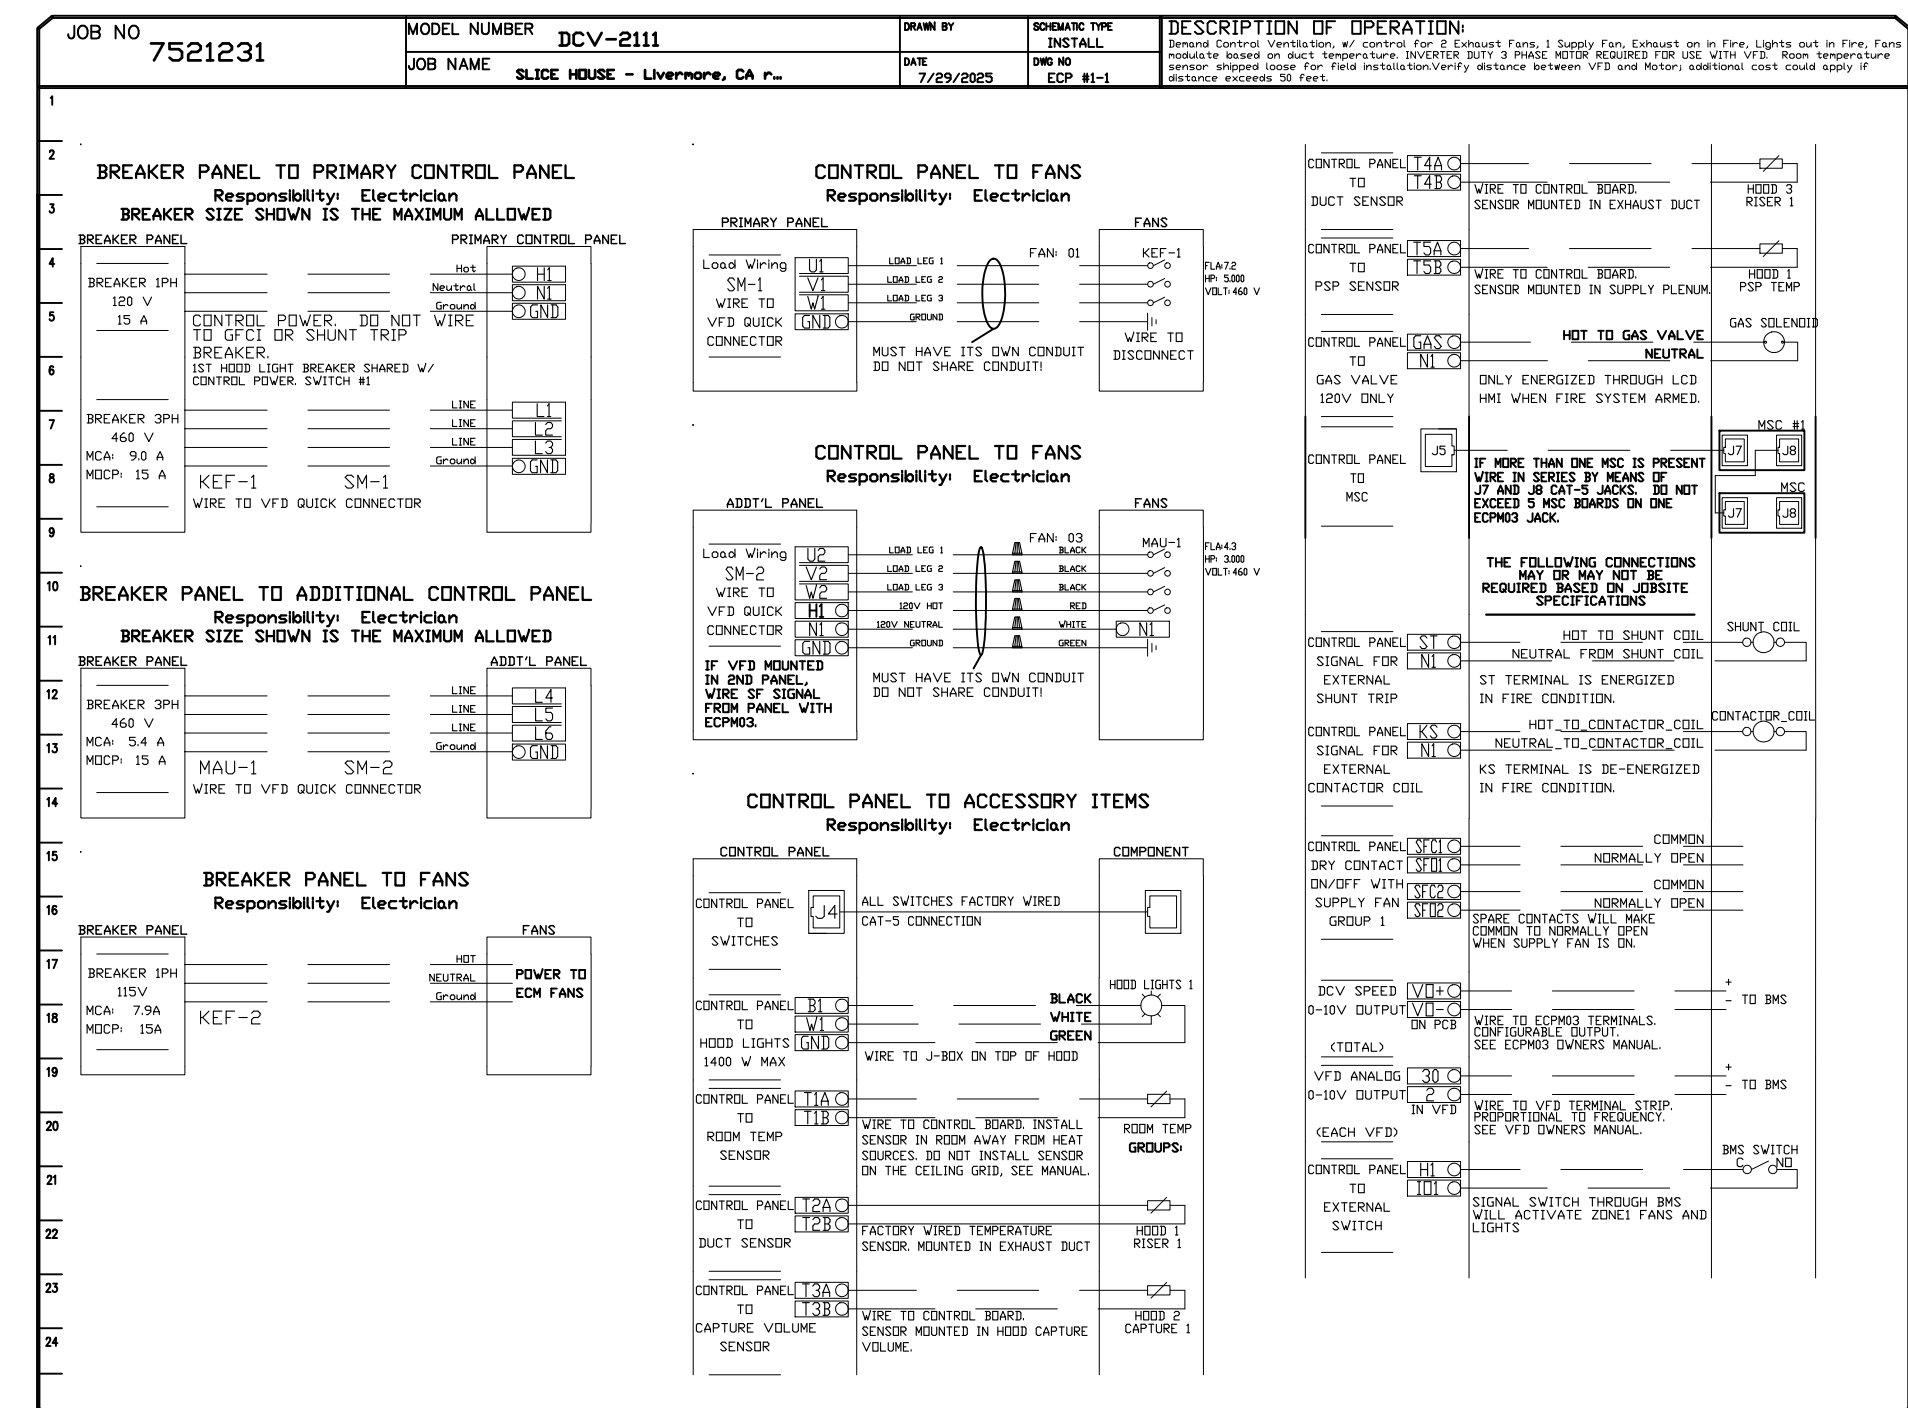 JOB NO
7521231
MODEL NUMBER
DCV-2111
JOB NAME
SLICE HOUSE - Livermore, CA r...
DRAWN BY
DATE
7/29/2025
SCHEMATIC TYPE
INSTALL
DWG NO
ECP #1-1
DESCRIPTION OF OPERATION:
Demand Control Ventilation, w/ control for 2 Exhaust Fans, 1 Supply Fan, Exhaust on in Fire, Lights out in Fire, Fans
modulate based on duct temperature. INVERTER DUTY 3 PHASE MOTOR REQUIRED FOR USE WITH VFD. Room temperature
sensor shipped loose for field installation.Verify distance between VFD and Motor; additional cost could apply if
distance exceeds 50 feet.
1
2
3
4
5
6
7
8
9
10
11
12
13
14
15
16
17
18
19
20
21
22
23
24
BREAKER PANEL TO PRIMARY CONTROL PANEL
Responsibility: Electrician
BREAKER SIZE SHOWN IS THE MAXIMUM ALLOWED
BREAKER PANEL
PRIMARY CONTROL PANEL
BREAKER 1PH
120 V
15 A
Hot
H1
Neutral
N1
Ground
GND
CONTROL POWER. DO NOT WIRE
TO GFCI OR SHUNT TRIP
BREAKER.
1ST HOOD LIGHT BREAKER SHARED W/
CONTROL POWER. SWITCH #1
BREAKER 3PH
460 V
MCA: 9.0 A
MOCP: 15 A
LINE
L1
LINE
L2
LINE
L3
Ground
GND
KEF-1
SM-1
WIRE TO VFD QUICK CONNECTOR
BREAKER PANEL TO ADDITIONAL CONTROL PANEL
Responsibility: Electrician
BREAKER SIZE SHOWN IS THE MAXIMUM ALLOWED
BREAKER PANEL
ADDT'L PANEL
BREAKER 3PH
460 V
MCA: 5.4 A
MOCP: 15 A
LINE
L4
LINE
L5
LINE
L6
Ground
GND
MAU-1
SM-2
WIRE TO VFD QUICK CONNECTOR
BREAKER PANEL TO FANS
Responsibility: Electrician
BREAKER PANEL
FANS
BREAKER 1PH
115V
MCA: 7.9A
MOCP: 15A
HOT
NEUTRAL
Ground
POWER TO
ECM FANS
KEF-2
CONTROL PANEL TO FANS
Responsibility: Electrician
PRIMARY PANEL
FANS
Load Wiring
SM-1
WIRE TO
VFD QUICK
CONNECTOR
U1
V1
W1
GND
LOAD LEG 1
LOAD LEG 2
LOAD LEG 3
GROUND
FAN: 01
KEF-1
FLA:7.2
HP: 5.000
VOLT: 460 V
WIRE TO
DISCONNECT
MUST HAVE ITS OWN CONDUIT
DO NOT SHARE CONDUIT!
CONTROL PANEL TO FANS
Responsibility: Electrician
ADDT'L PANEL
FANS
Load Wiring
SM-2
WIRE TO
VFD QUICK
CONNECTOR
U2
V2
W2
H1
N1
GND
LOAD LEG 1
LOAD LEG 2
LOAD LEG 3
120V HOT
120V NEUTRAL
GROUND
FAN: 03
BLACK
BLACK
BLACK
RED
WHITE
GREEN
MAU-1
N1
FLA:4.3
HP: 3.000
VOLT: 460 V
IF VFD MOUNTED
IN 2ND PANEL,
WIRE SF SIGNAL
FROM PANEL WITH
ECPM03.
MUST HAVE ITS OWN CONDUIT
DO NOT SHARE CONDUIT!
CONTROL PANEL TO ACCESSORY ITEMS
Responsibility: Electrician
CONTROL PANEL
COMPONENT
CONTROL PANEL
TO
SWITCHES
J4
ALL SWITCHES FACTORY WIRED
CAT-5 CONNECTION
CONTROL PANEL
TO
HOOD LIGHTS
1400 W MAX
B1
W1
GND
BLACK
WHITE
GREEN
HOOD LIGHTS 1
WIRE TO J-BOX ON TOP OF HOOD
CONTROL PANEL
TO
ROOM TEMP
SENSOR
T1A
T1B
WIRE TO CONTROL BOARD. INSTALL
SENSOR IN ROOM AWAY FROM HEAT
SOURCES. DO NOT INSTALL SENSOR
ON THE CEILING GRID, SEE MANUAL.
ROOM TEMP
GROUPS:
CONTROL PANEL
TO
DUCT SENSOR
T2A
T2B
FACTORY WIRED TEMPERATURE
SENSOR. MOUNTED IN EXHAUST DUCT
HOOD 1
RISER 1
CONTROL PANEL
TO
CAPTURE VOLUME
SENSOR
T3A
T3B
WIRE TO CONTROL BOARD.
SENSOR MOUNTED IN HOOD CAPTURE
VOLUME.
HOOD 2
CAPTURE 1
CONTROL PANEL
TO
DUCT SENSOR
T4A
T4B
WIRE TO CONTROL BOARD.
SENSOR MOUNTED IN EXHAUST DUCT
HOOD 3
RISER 1
CONTROL PANEL
TO
PSP SENSOR
T5A
T5B
WIRE TO CONTROL BOARD.
SENSOR MOUNTED IN SUPPLY PLENUM.
HOOD 1
PSP TEMP
CONTROL PANEL
TO
GAS VALVE
120V ONLY
GAS
N1
HOT TO GAS VALVE
NEUTRAL
GAS SOLENOID
ONLY ENERGIZED THROUGH LCD
HMI WHEN FIRE SYSTEM ARMED.
CONTROL PANEL
TO
MSC
J5
IF MORE THAN ONE MSC IS PRESENT
WIRE IN SERIES BY MEANS OF
J7 AND J8 CAT-5 JACKS. DO NOT
EXCEED 5 MSC BOARDS ON ONE
ECPM03 JACK.
MSC #1
J7
J8
MSC
J7
J8
THE FOLLOWING CONNECTIONS
MAY OR MAY NOT BE
REQUIRED BASED ON JOBSITE
SPECIFICATIONS
CONTROL PANEL
SIGNAL FOR
EXTERNAL
SHUNT TRIP
ST
N1
HOT TO SHUNT COIL
NEUTRAL FROM SHUNT COIL
SHUNT COIL
ST TERMINAL IS ENERGIZED
IN FIRE CONDITION.
CONTROL PANEL
SIGNAL FOR
EXTERNAL
CONTACTOR COIL
KS
N1
HOT_TO_CONTACTOR_COIL
NEUTRAL_TO_CONTACTOR_COIL
CONTACTOR_COIL
KS TERMINAL IS DE-ENERGIZED
IN FIRE CONDITION.
CONTROL PANEL
DRY CONTACT
ON/OFF WITH
SUPPLY FAN
GROUP 1
SFC1
SFO1
SFC2
SFO2
COMMON
NORMALLY OPEN
COMMON
NORMALLY OPEN
SPARE CONTACTS WILL MAKE
COMMON TO NORMALLY OPEN
WHEN SUPPLY FAN IS ON.
DCV SPEED
0-10V OUTPUT
(TOTAL)
VO+
VO-
ON PCB
WIRE TO ECPM03 TERMINALS.
CONFIGURABLE OUTPUT.
SEE ECPM03 OWNERS MANUAL.
+
- TO BMS
VFD ANALOG
0-10V OUTPUT
(EACH VFD)
30
2
IN VFD
WIRE TO VFD TERMINAL STRIP.
PROPORTIONAL TO FREQUENCY.
SEE VFD OWNERS MANUAL.
+
- TO BMS
CONTROL PANEL
TO
EXTERNAL
SWITCH
H1
IO1
BMS SWITCH
C
NO
SIGNAL SWITCH THROUGH BMS
WILL ACTIVATE ZONE1 FANS AND
LIGHTS